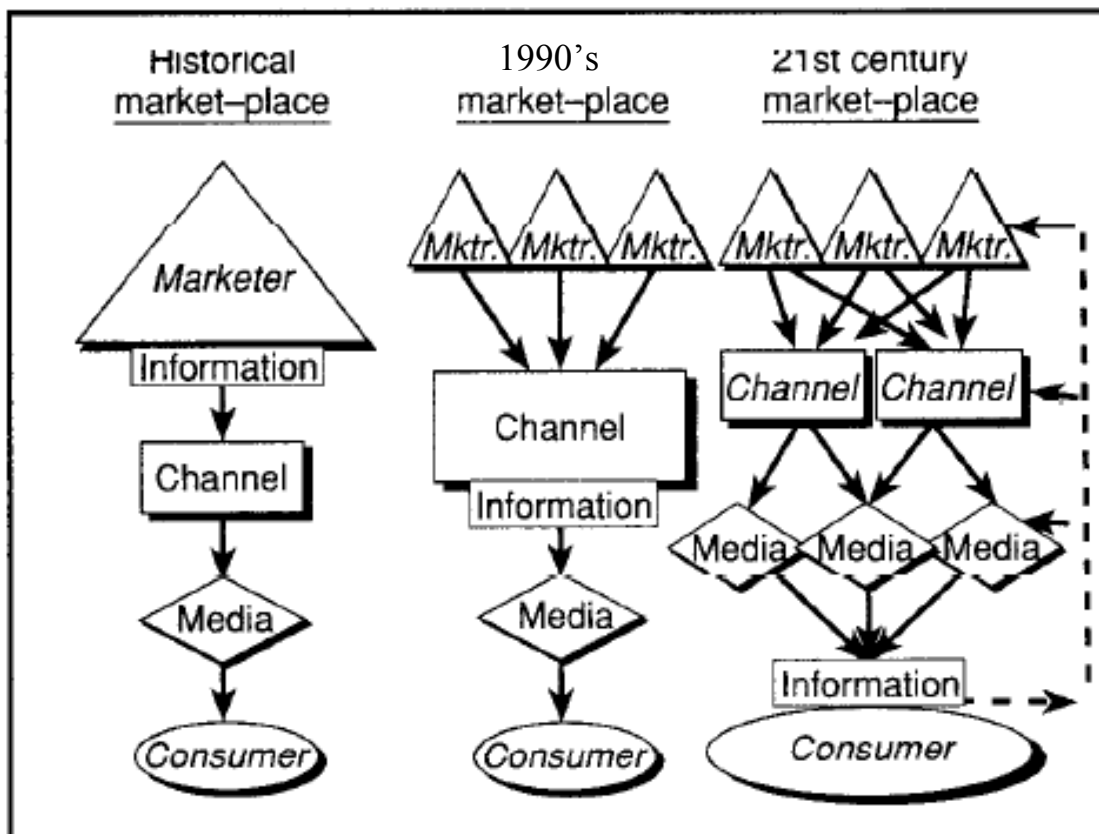 Historical
market–place
1990's
market–place
21st century
market–place
Marketer
Information
Channel
Media
Consumer
Mktr. Mktr. Mktr.
Channel
Information
Media
Consumer
Mktr. Mktr. Mktr.
Channel Channel
Media Media Media
Information
Consumer